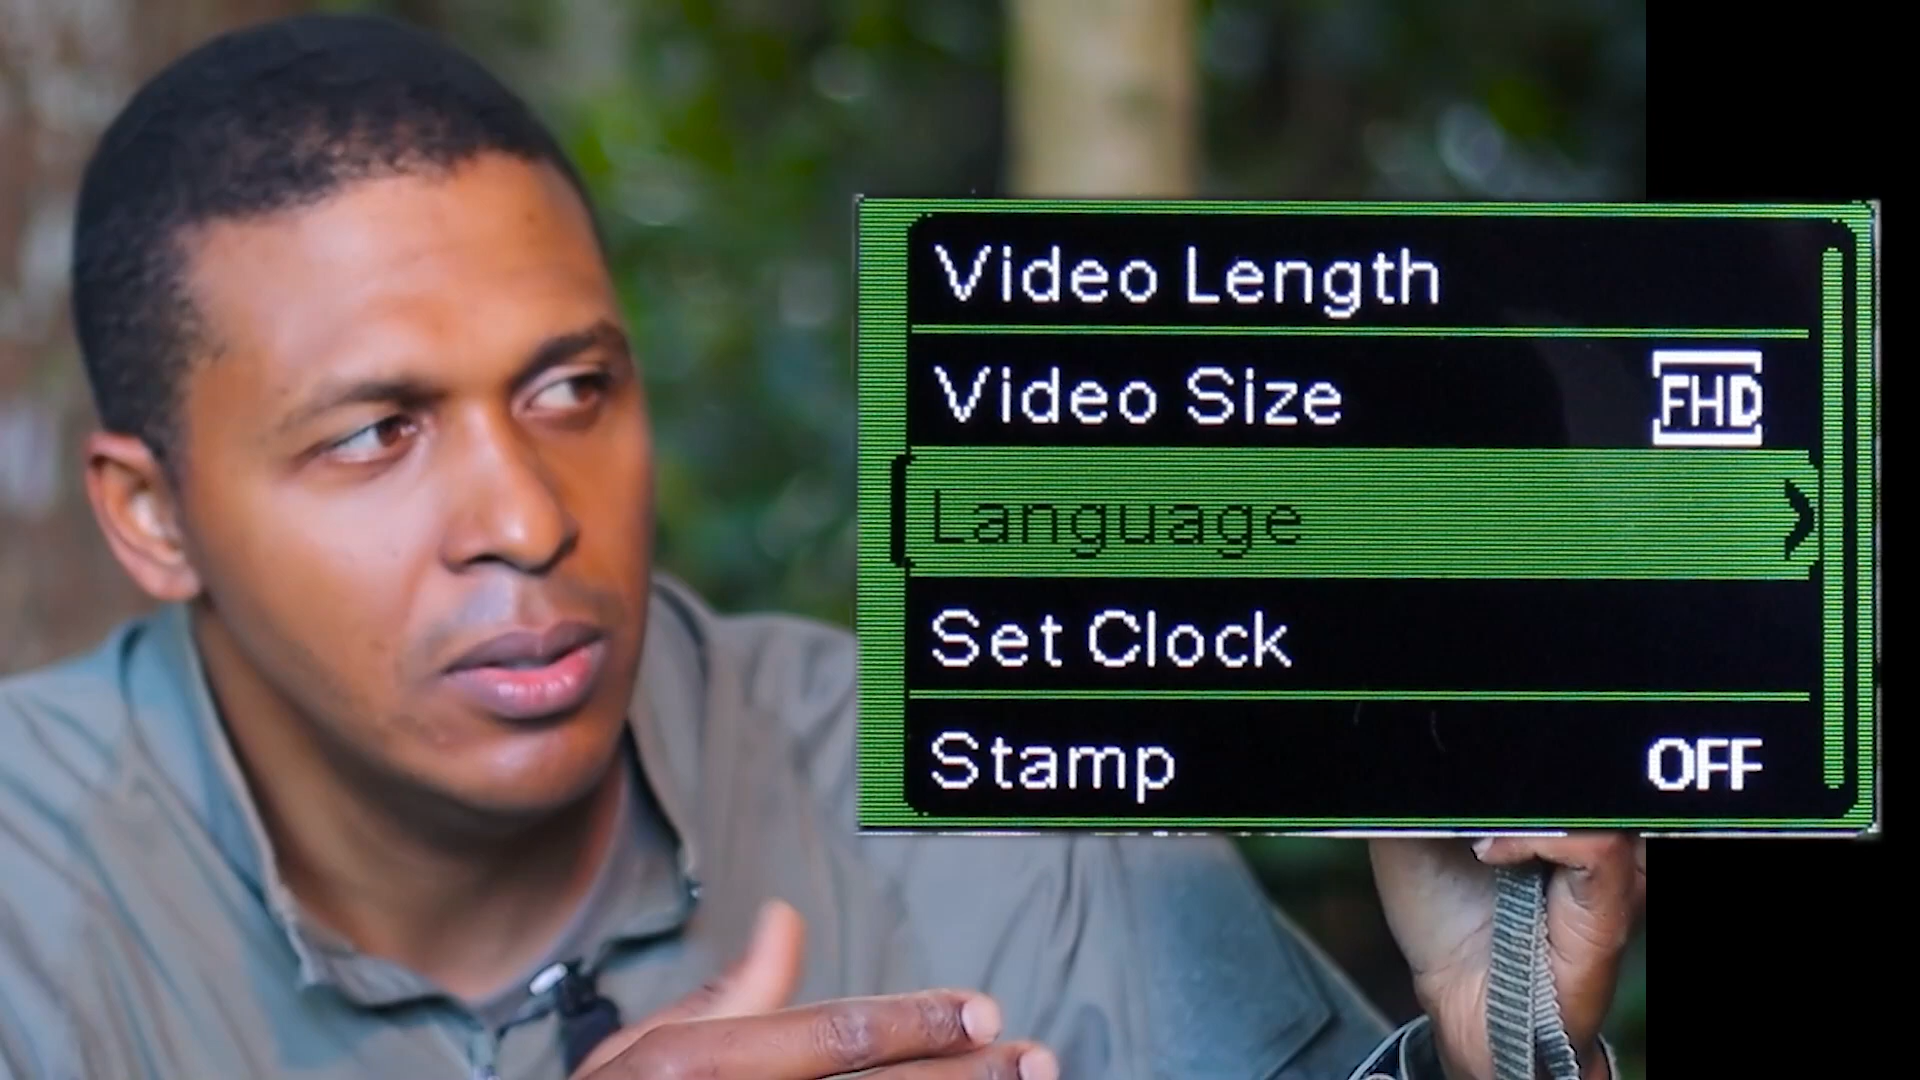 Video Length
Video Size FHD
Language
Set Clock
Stamp OFF